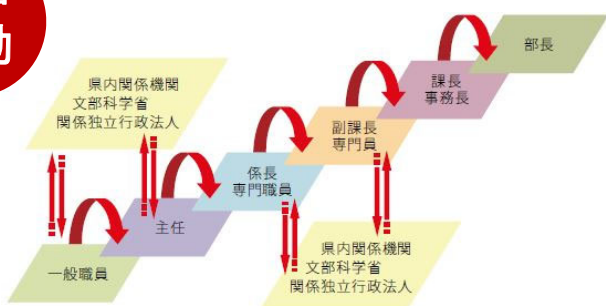 動
部長
課長
事務長
県内関係機関
文部科学省
関係独立行政法人
副課長
専門員
係長
専門職員
主任
県内関係機関
文部科学省
関係独立行政法人
一般職員